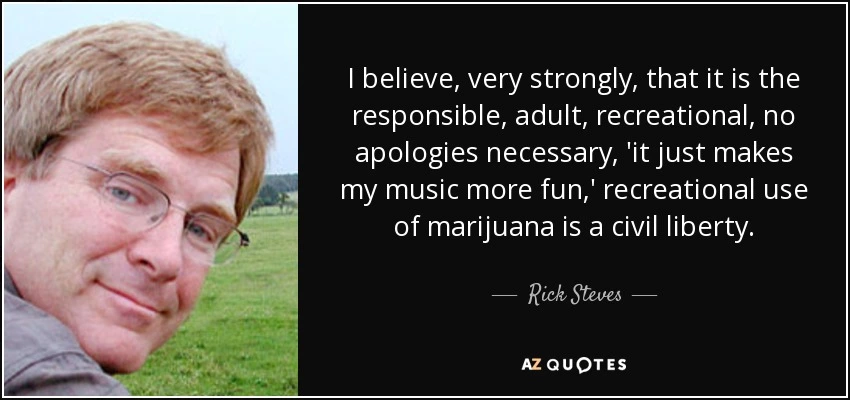 I believe, very strongly, that it is the
responsible, adult, recreational, no
apologies necessary, 'it just makes
my music more fun,' recreational use
of marijuana is a civil liberty.
Rick Steves
AZ QUOTES